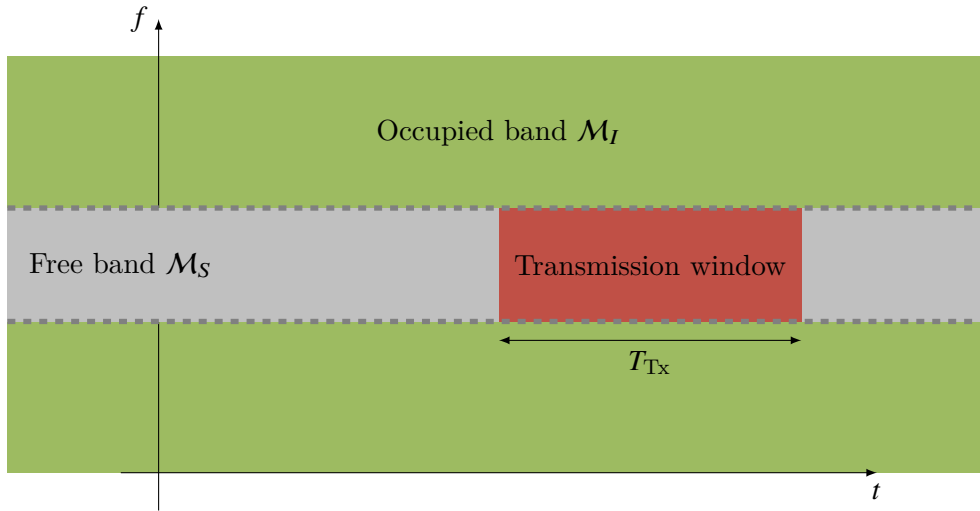 f
Occupied band ℳ_I
Free band ℳ_S
Transmission window
T_Tx
t